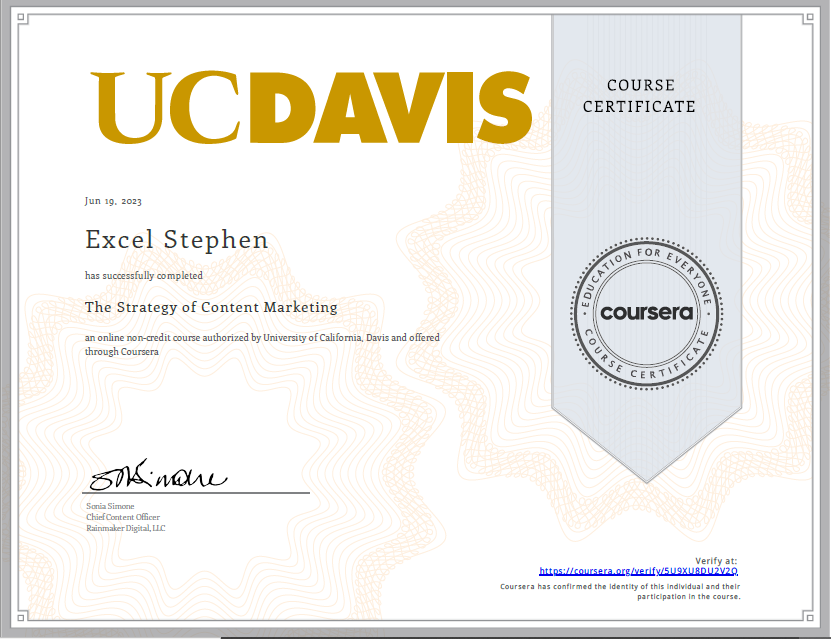 UCDAVIS
COURSE
CERTIFICATE
Jun 19, 2023
Excel Stephen
has successfully completed
The Strategy of Content Marketing
an online non-credit course authorized by University of California, Davis and offered
through Coursera
EDUCATION FOR EVERYONE
coursera
COURSE CERTIFICATE
Sonia Simone
Chief Content Officer
Rainmaker Digital, LLC
Verify at:
https://coursera.org/verify/5U9XU8DU2V2Q
Coursera has confirmed the identity of this individual and their
participation in the course.